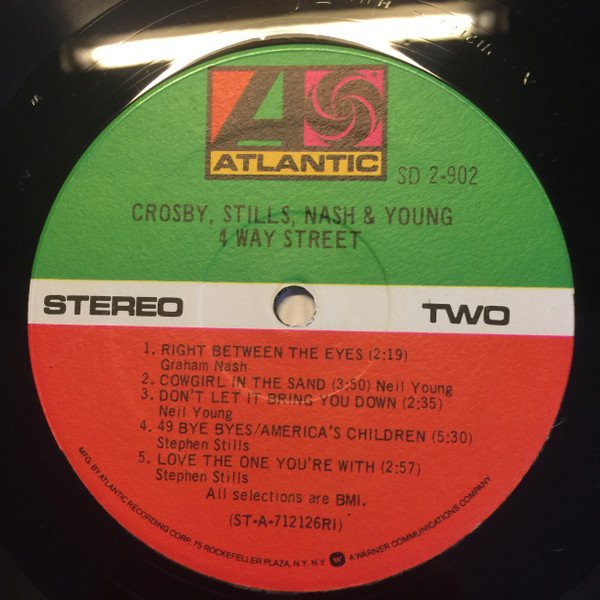 ATLANTIC
SD 2-902
CROSBY, STILLS, NASH & YOUNG
4 WAY STREET
STEREO
TWO
1. RIGHT BETWEEN THE EYES (2:19)
Graham Nash
2. COWGIRL IN THE SAND (3:50) Neil Young
3. DON'T LET IT BRING YOU DOWN (2:35)
Neil Young
4. 49 BYE BYES/AMERICA'S CHILDREN (5:30)
Stephen Stills
5. LOVE THE ONE YOU'RE WITH (2:57)
Stephen Stills
All selections are BMI.
(ST-A-712126RI)
MFG. BY ATLANTIC RECORDING CORP. 75 ROCKEFELLER PLAZA, N.Y. N.Y. W A WARNER COMMUNICATIONS COMPANY